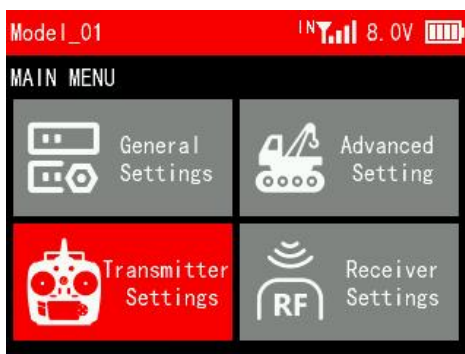 Model_01 IN 8.0V
MAIN MENU
General
Settings
Advanced
Setting
Transmitter
Settings
RF
Receiver
Settings